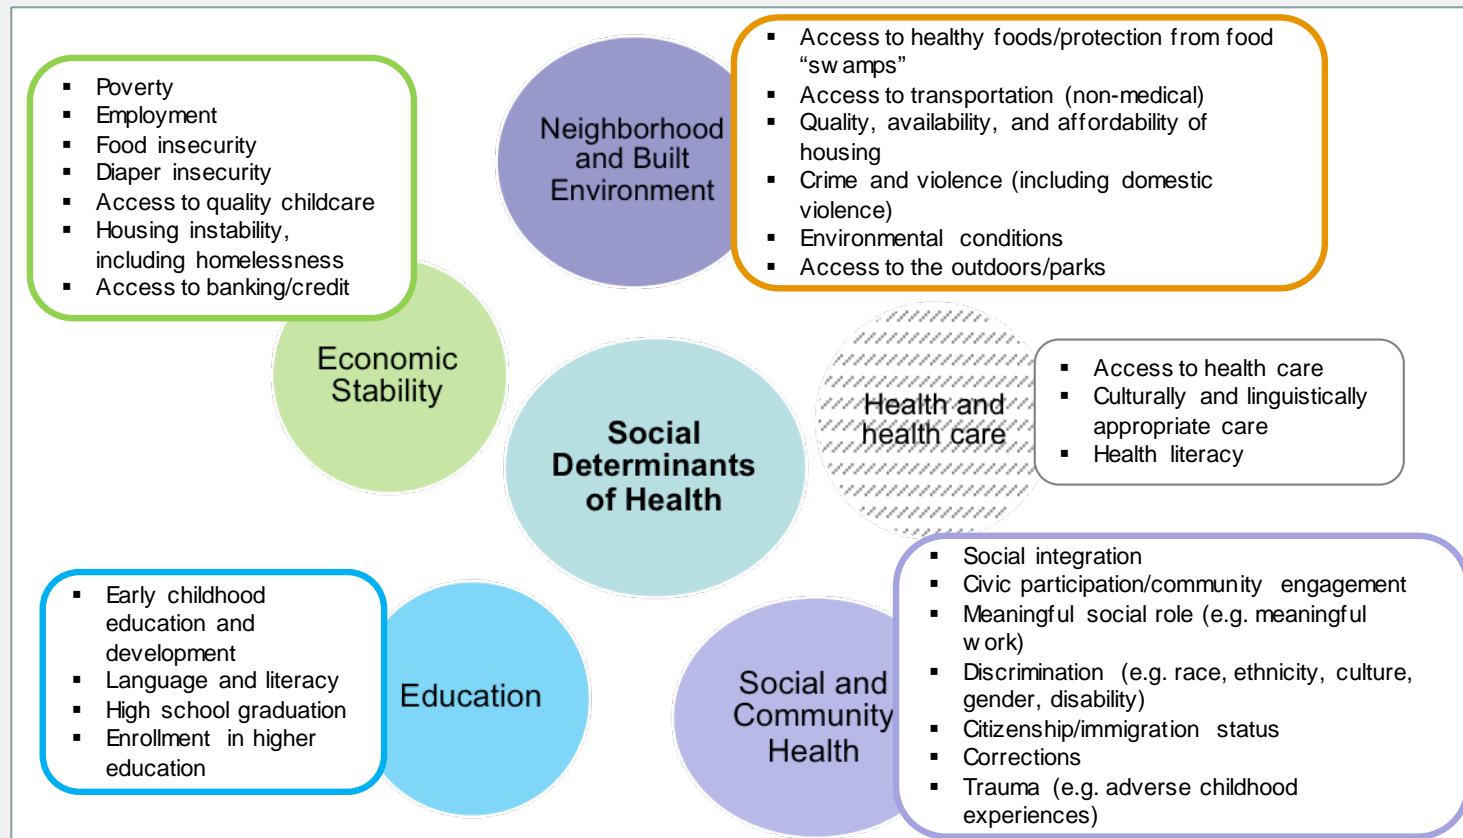 ▪ Poverty
▪ Employment
▪ Food insecurity
▪ Diaper insecurity
▪ Access to quality childcare
▪ Housing instability,
including homelessness
▪ Access to banking/credit
Economic
Stability
Neighborhood
and Built
Environment
▪ Access to healthy foods/protection from food
“swamps”
▪ Access to transportation (non-medical)
▪ Quality, availability, and affordability of
housing
▪ Crime and violence (including domestic
violence)
▪ Environmental conditions
▪ Access to the outdoors/parks
Social
Determinants
of Health
Health and
health care
▪ Access to health care
▪ Culturally and linguistically
appropriate care
▪ Health literacy
▪ Early childhood
education and
development
▪ Language and literacy
▪ High school graduation
▪ Enrollment in higher
education
Education
Social and
Community
Health
▪ Social integration
▪ Civic participation/community engagement
▪ Meaningful social role (e.g. meaningful
work)
▪ Discrimination (e.g. race, ethnicity, culture,
gender, disability)
▪ Citizenship/immigration status
▪ Corrections
▪ Trauma (e.g. adverse childhood
experiences)